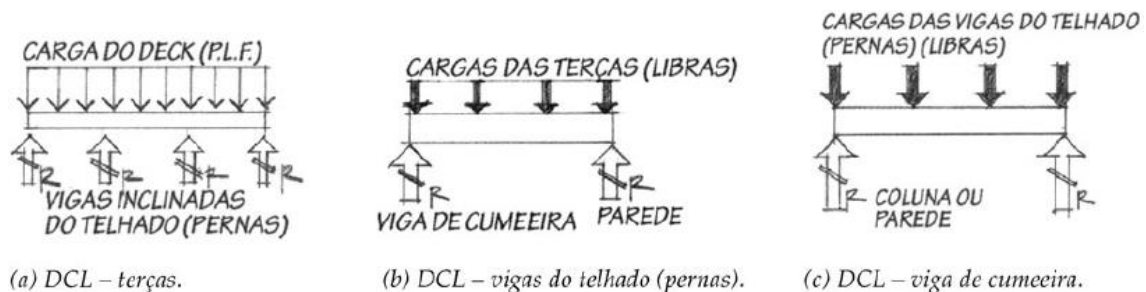 CARGA DO DECK (P.L.F.)
R
R
R
R
VIGAS INCLINADAS
DO TELHADO (PERNAS)
(a) DCL – terças.
CARGAS DAS TERÇAS (LIBRAS)
R
R
VIGA DE CUMEEIRA
PAREDE
(b) DCL – vigas do telhado (pernas).
CARGAS DAS VIGAS DO TELHADO
(PERNAS) (LIBRAS)
R
R
COLUNA OU
PAREDE
(c) DCL – viga de cumeeira.